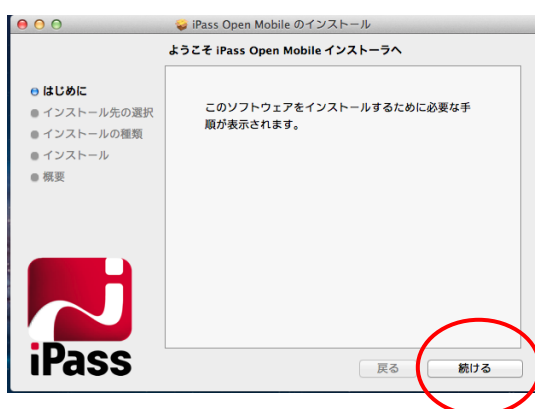 iPass Open Mobile のインストール
ようこそ iPass Open Mobile インストーラへ
はじめに
インストール先の選択
インストールの種類
インストール
概要
このソフトウェアをインストールするために必要な手
順が表示されます。
iPass
戻る
続ける